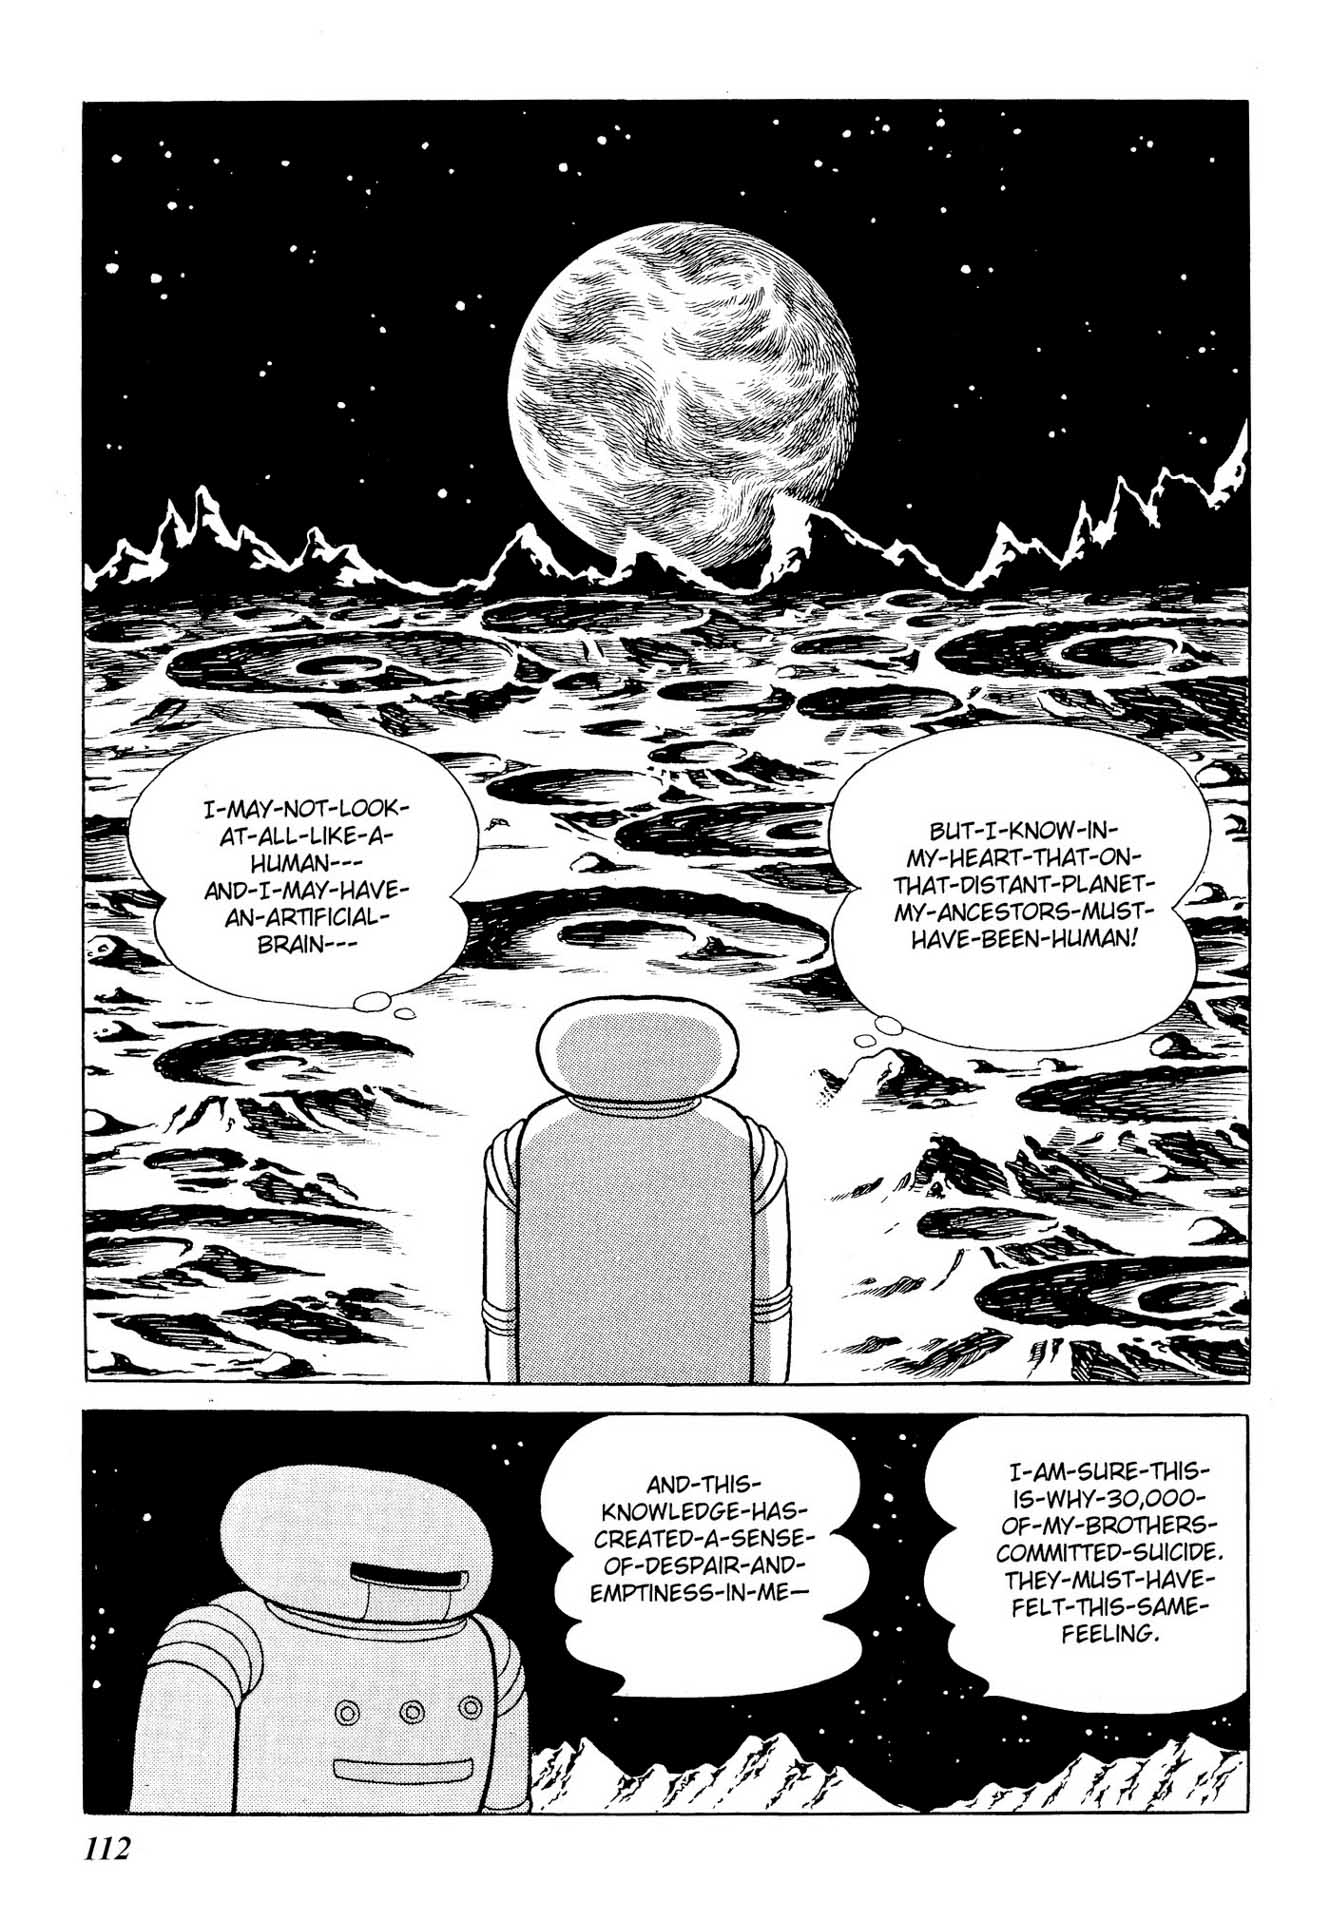 I-MAY-NOT-LOOK-
AT-ALL-LIKE-A-
HUMAN---
AND-I-MAY-HAVE-
AN-ARTIFICIAL-
BRAIN---
BUT-I-KNOW-IN-
MY-HEART-THAT-ON-
THAT-DISTANT-PLANET-
MY-ANCESTORS-MUST-
HAVE-BEEN-HUMAN!
AND-THIS-
KNOWLEDGE-HAS-
CREATED-A-SENSE-
OF-DESPAIR-AND-
EMPTINESS-IN-ME—
I-AM-SURE-THIS-
IS-WHY-30,000-
OF-MY-BROTHERS-
COMMITTED-SUICIDE.
THEY-MUST-HAVE-
FELT-THIS-SAME-
FEELING.
112